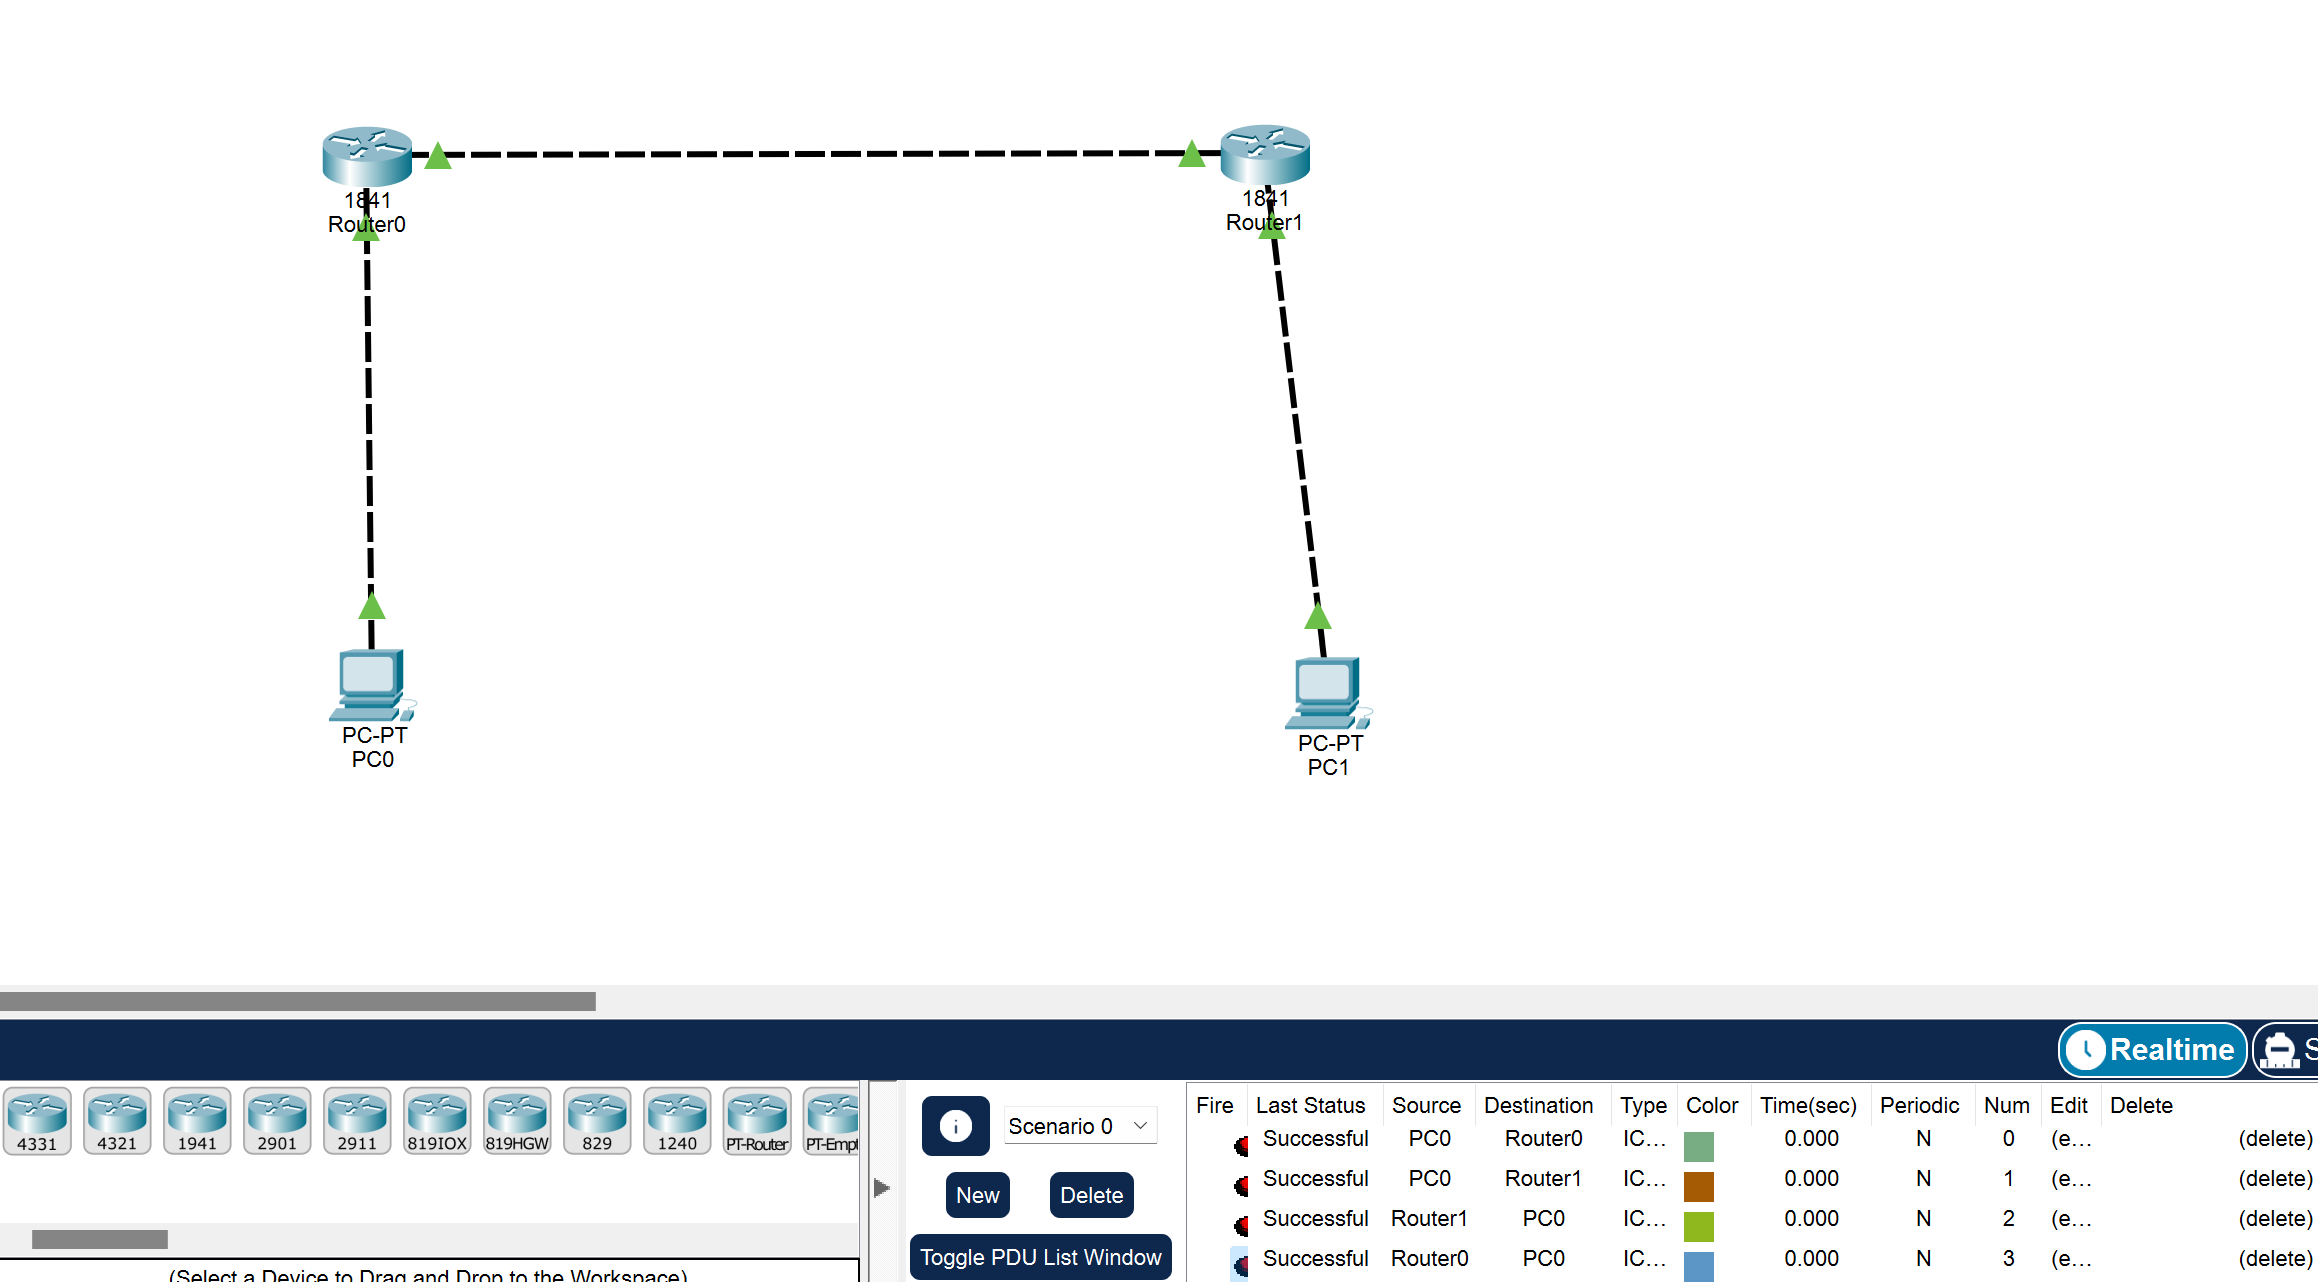 1841
Router0
1841
Router1
PC-PT
PC0
PC-PT
PC1
Realtime
S
4331
4321
1941
2901
2911
819IOX
819HGW
829
1240
PT-Router
PT-Empt
(Select a Device to Drag and Drop to the Workspace)
Scenario 0
New
Delete
Toggle PDU List Window
Fire Last Status Source Destination Type Color Time(sec) Periodic Num Edit Delete
Successful PC0 Router0 IC... 0.000 N 0 (e... (delete)
Successful PC0 Router1 IC... 0.000 N 1 (e... (delete)
Successful Router1 PC0 IC... 0.000 N 2 (e... (delete)
Successful Router0 PC0 IC... 0.000 N 3 (e... (delete)